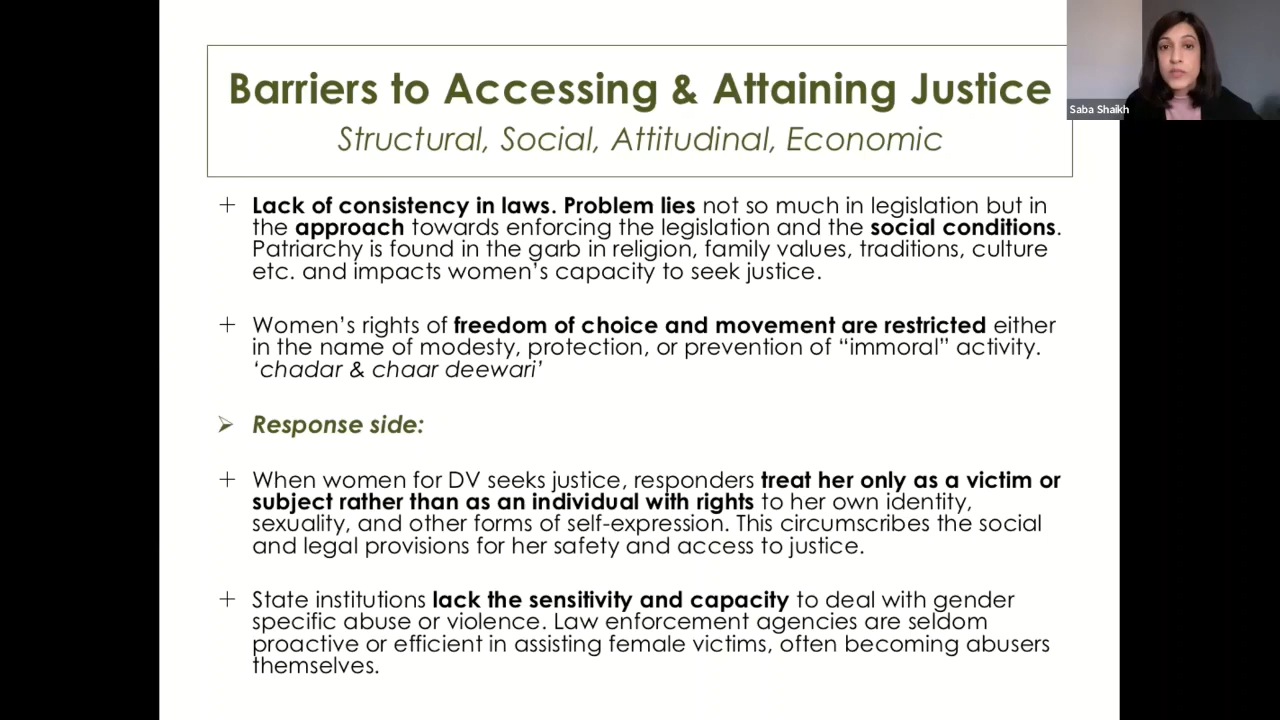 Barriers to Accessing & Attaining Justice
Structural, Social, Attitudinal, Economic
Saba Shaikh
+ Lack of consistency in laws. Problem lies not so much in legislation but in
the approach towards enforcing the legislation and the social conditions.
Patriarchy is found in the garb in religion, family values, traditions, culture
etc. and impacts women’s capacity to seek justice.
+ Women’s rights of freedom of choice and movement are restricted either
in the name of modesty, protection, or prevention of “immoral” activity.
‘chadar & chaar deewari’
➢ Response side:
+ When women for DV seeks justice, responders treat her only as a victim or
subject rather than as an individual with rights to her own identity,
sexuality, and other forms of self-expression. This circumscribes the social
and legal provisions for her safety and access to justice.
+ State institutions lack the sensitivity and capacity to deal with gender
specific abuse or violence. Law enforcement agencies are seldom
proactive or efficient in assisting female victims, often becoming abusers
themselves.